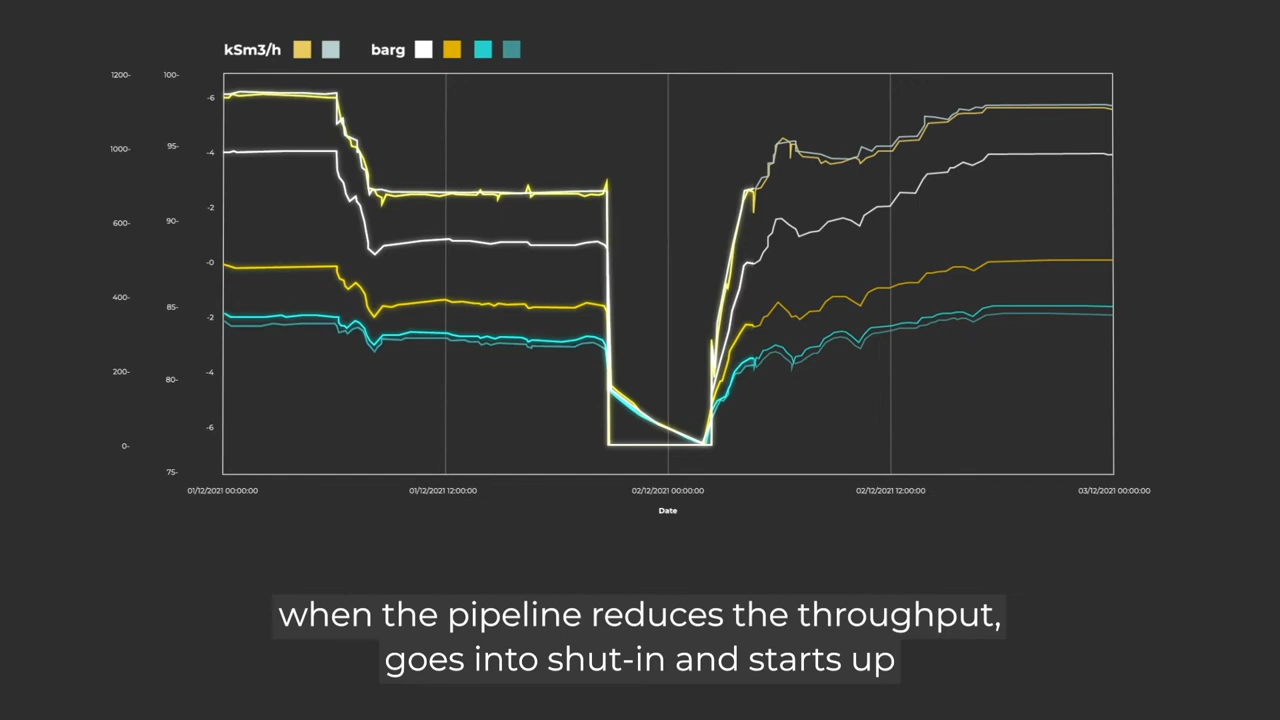 kSm3/h barg
1200- 100-
-6
1000- 95- -4
-2
600- 90-
-0
400- 85-
-2
200- 80- -4
-6
0-
75-
01/12/2021 00:00:00 01/12/2021 12:00:00 02/12/2021 00:00:00 02/12/2021 12:00:00 03/12/2021 00:00:00
Date
when the pipeline reduces the throughput,
goes into shut-in and starts up